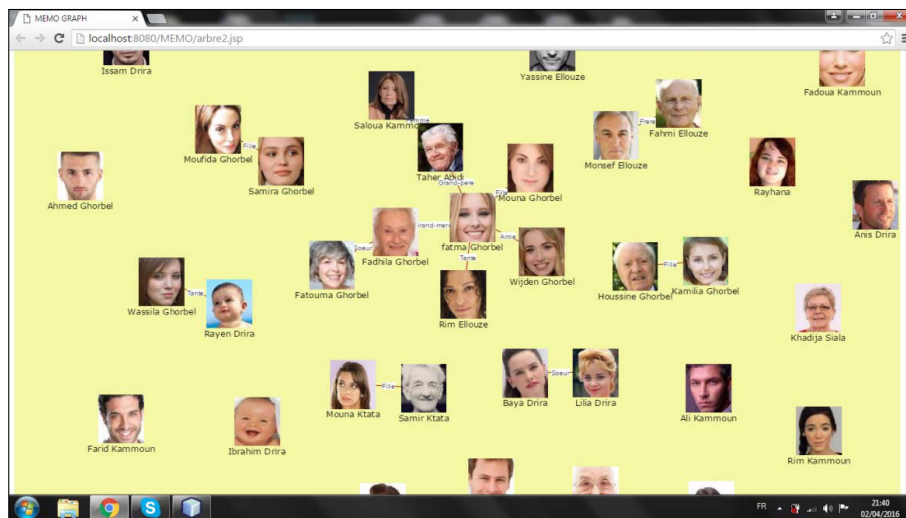 MEMO GRAPH
localhost:8080/MEMO/arbre2.jsp
Issam Drira
Yassine Ellouze
Fadoua Kammoun
Saloua Kammo
Femme
Fahmi Ellouze
Frere
Monsef Ellouze
Moufida Ghorbel
Fille
Samira Ghorbel
Taher Abidi
Grand-pere
Fille
Mouna Ghorbel
Rayhana
Ahmed Ghorbel
Anis Drira
Grand-mere
fatma Ghorbel
Amie
Soeur
Fadhila Ghorbel
Tante
Wijden Ghorbel
Fille
Fatouma Ghorbel
Houssine Ghorbel
Kamilia Ghorbel
Wassila Ghorbel
Tante
Rayen Drira
Rim Ellouze
Khadija Siala
Mouna Ktata
Fille
Samir Ktata
Baya Drira
Soeur
Lilia Drira
Ali Kammoun
Farid Kammoun
Ibrahim Drira
Rim Kammoun
FR
21:40
02/04/2016